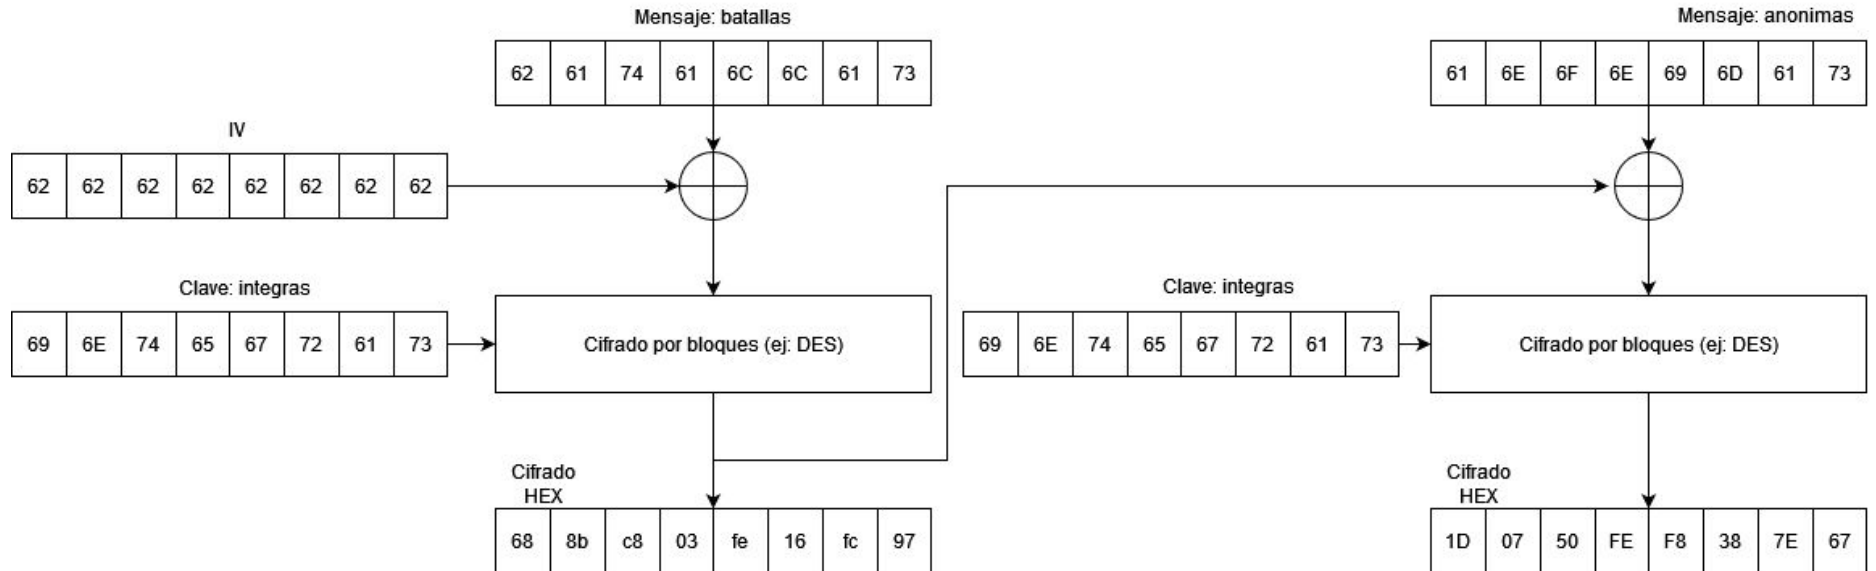 Mensaje: batallas
62 61 74 61 6C 6C 61 73
IV
62 62 62 62 62 62 62 62
Clave: integras
69 6E 74 65 67 72 61 73
Cifrado por bloques (ej: DES)
Cifrado
HEX
68 8b c8 03 fe 16 fc 97
Mensaje: anonimas
61 6E 6F 6E 69 6D 61 73
Clave: integras
69 6E 74 65 67 72 61 73
Cifrado por bloques (ej: DES)
Cifrado
HEX
1D 07 50 FE F8 38 7E 67